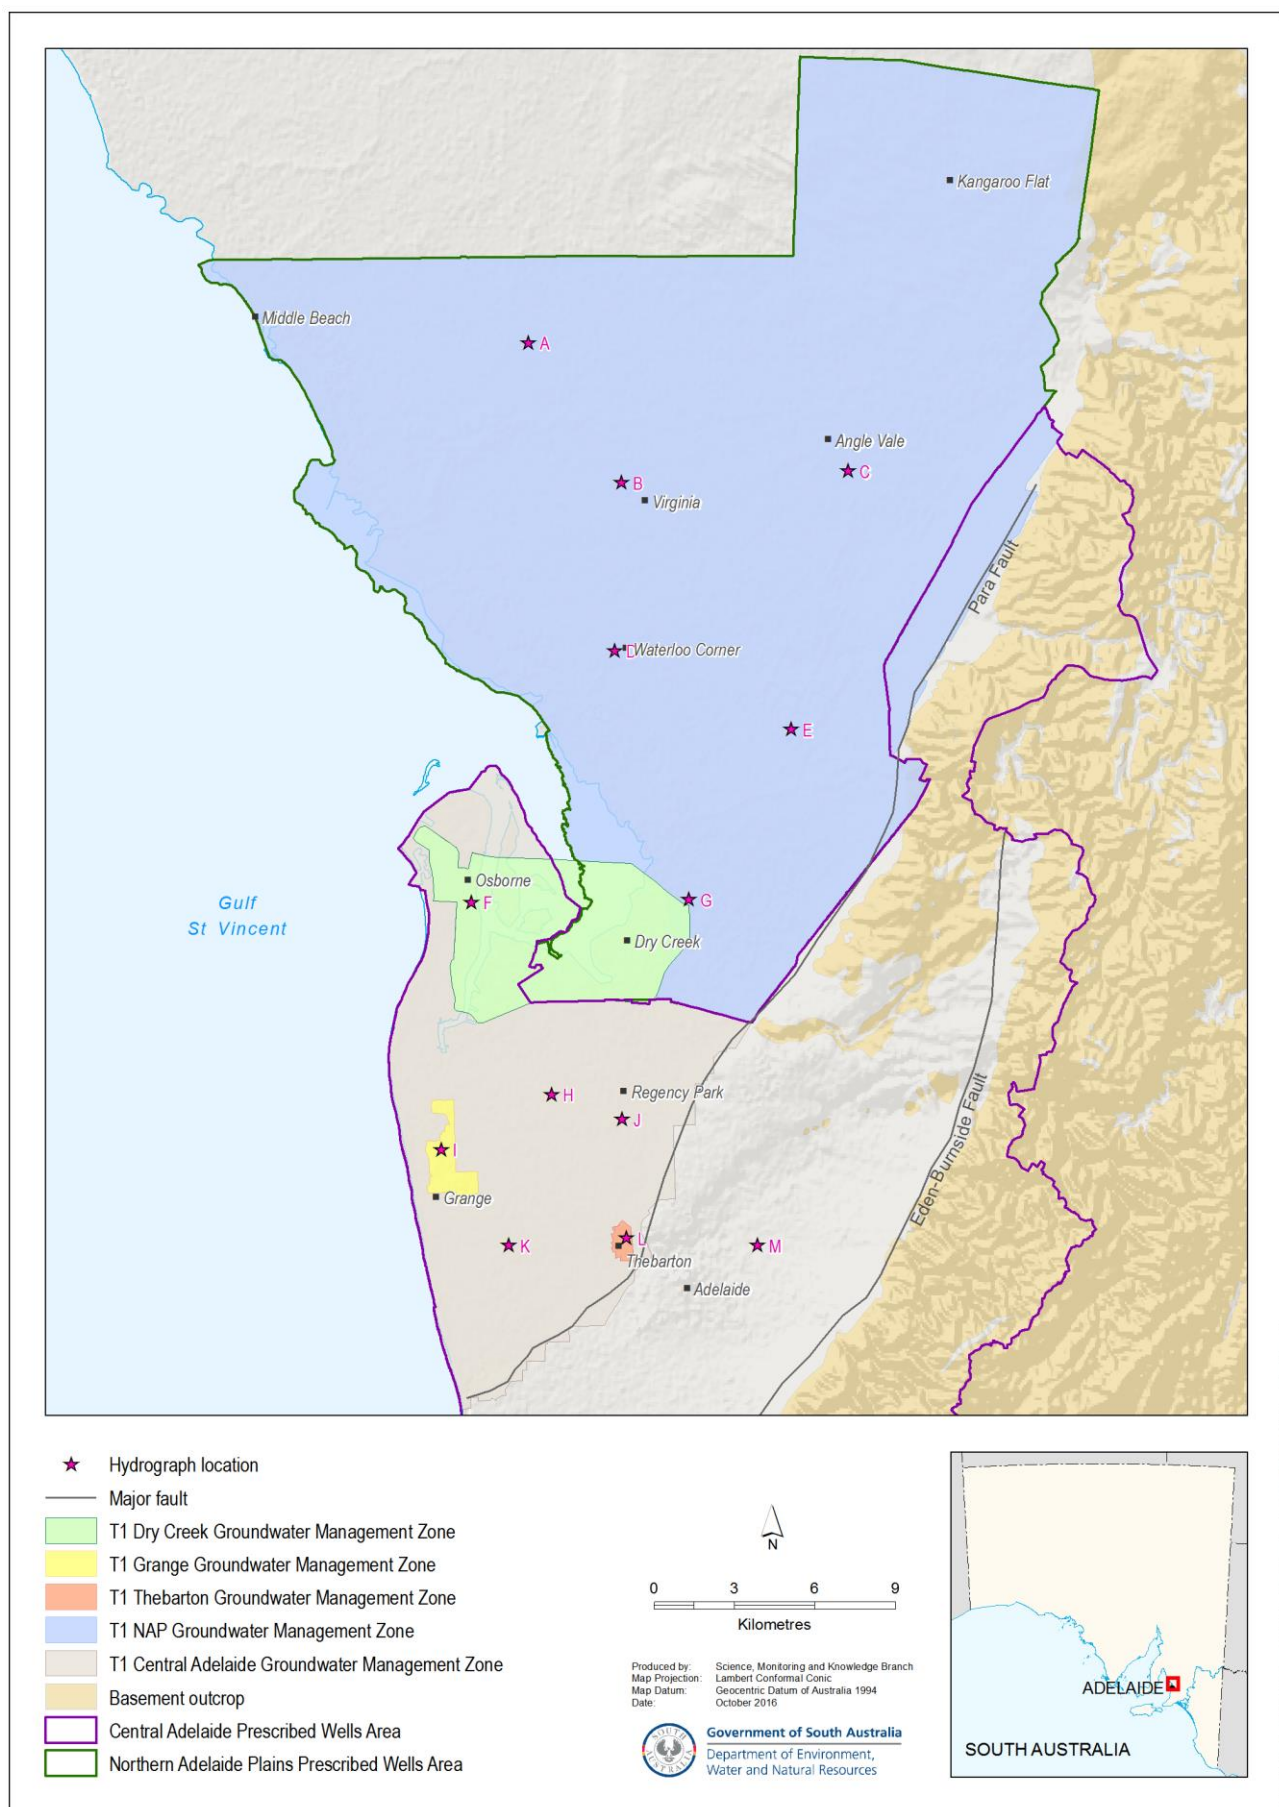 Kangaroo Flat
Middle Beach
A
Angle Vale
C
B
Virginia
Para Fault
D
Waterloo Corner
E
Osborne
F
G
Gulf
St Vincent
Dry Creek
H
Regency Park
J
I
Grange
Eden-Burnside Fault
K
L
M
Thebarton
Adelaide
Hydrograph location
Major fault
T1 Dry Creek Groundwater Management Zone
T1 Grange Groundwater Management Zone
T1 Thebarton Groundwater Management Zone
T1 NAP Groundwater Management Zone
T1 Central Adelaide Groundwater Management Zone
Basement outcrop
Central Adelaide Prescribed Wells Area
Northern Adelaide Plains Prescribed Wells Area
N
0 3 6 9
Kilometres
Produced by: Science, Monitoring and Knowledge Branch
Map Projection: Lambert Conformal Conic
Map Datum: Geocentric Datum of Australia 1994
Date: October 2016
SOUTH
AUSTRALIA
Government of South Australia
Department of Environment,
Water and Natural Resources
ADELAIDE
SOUTH AUSTRALIA